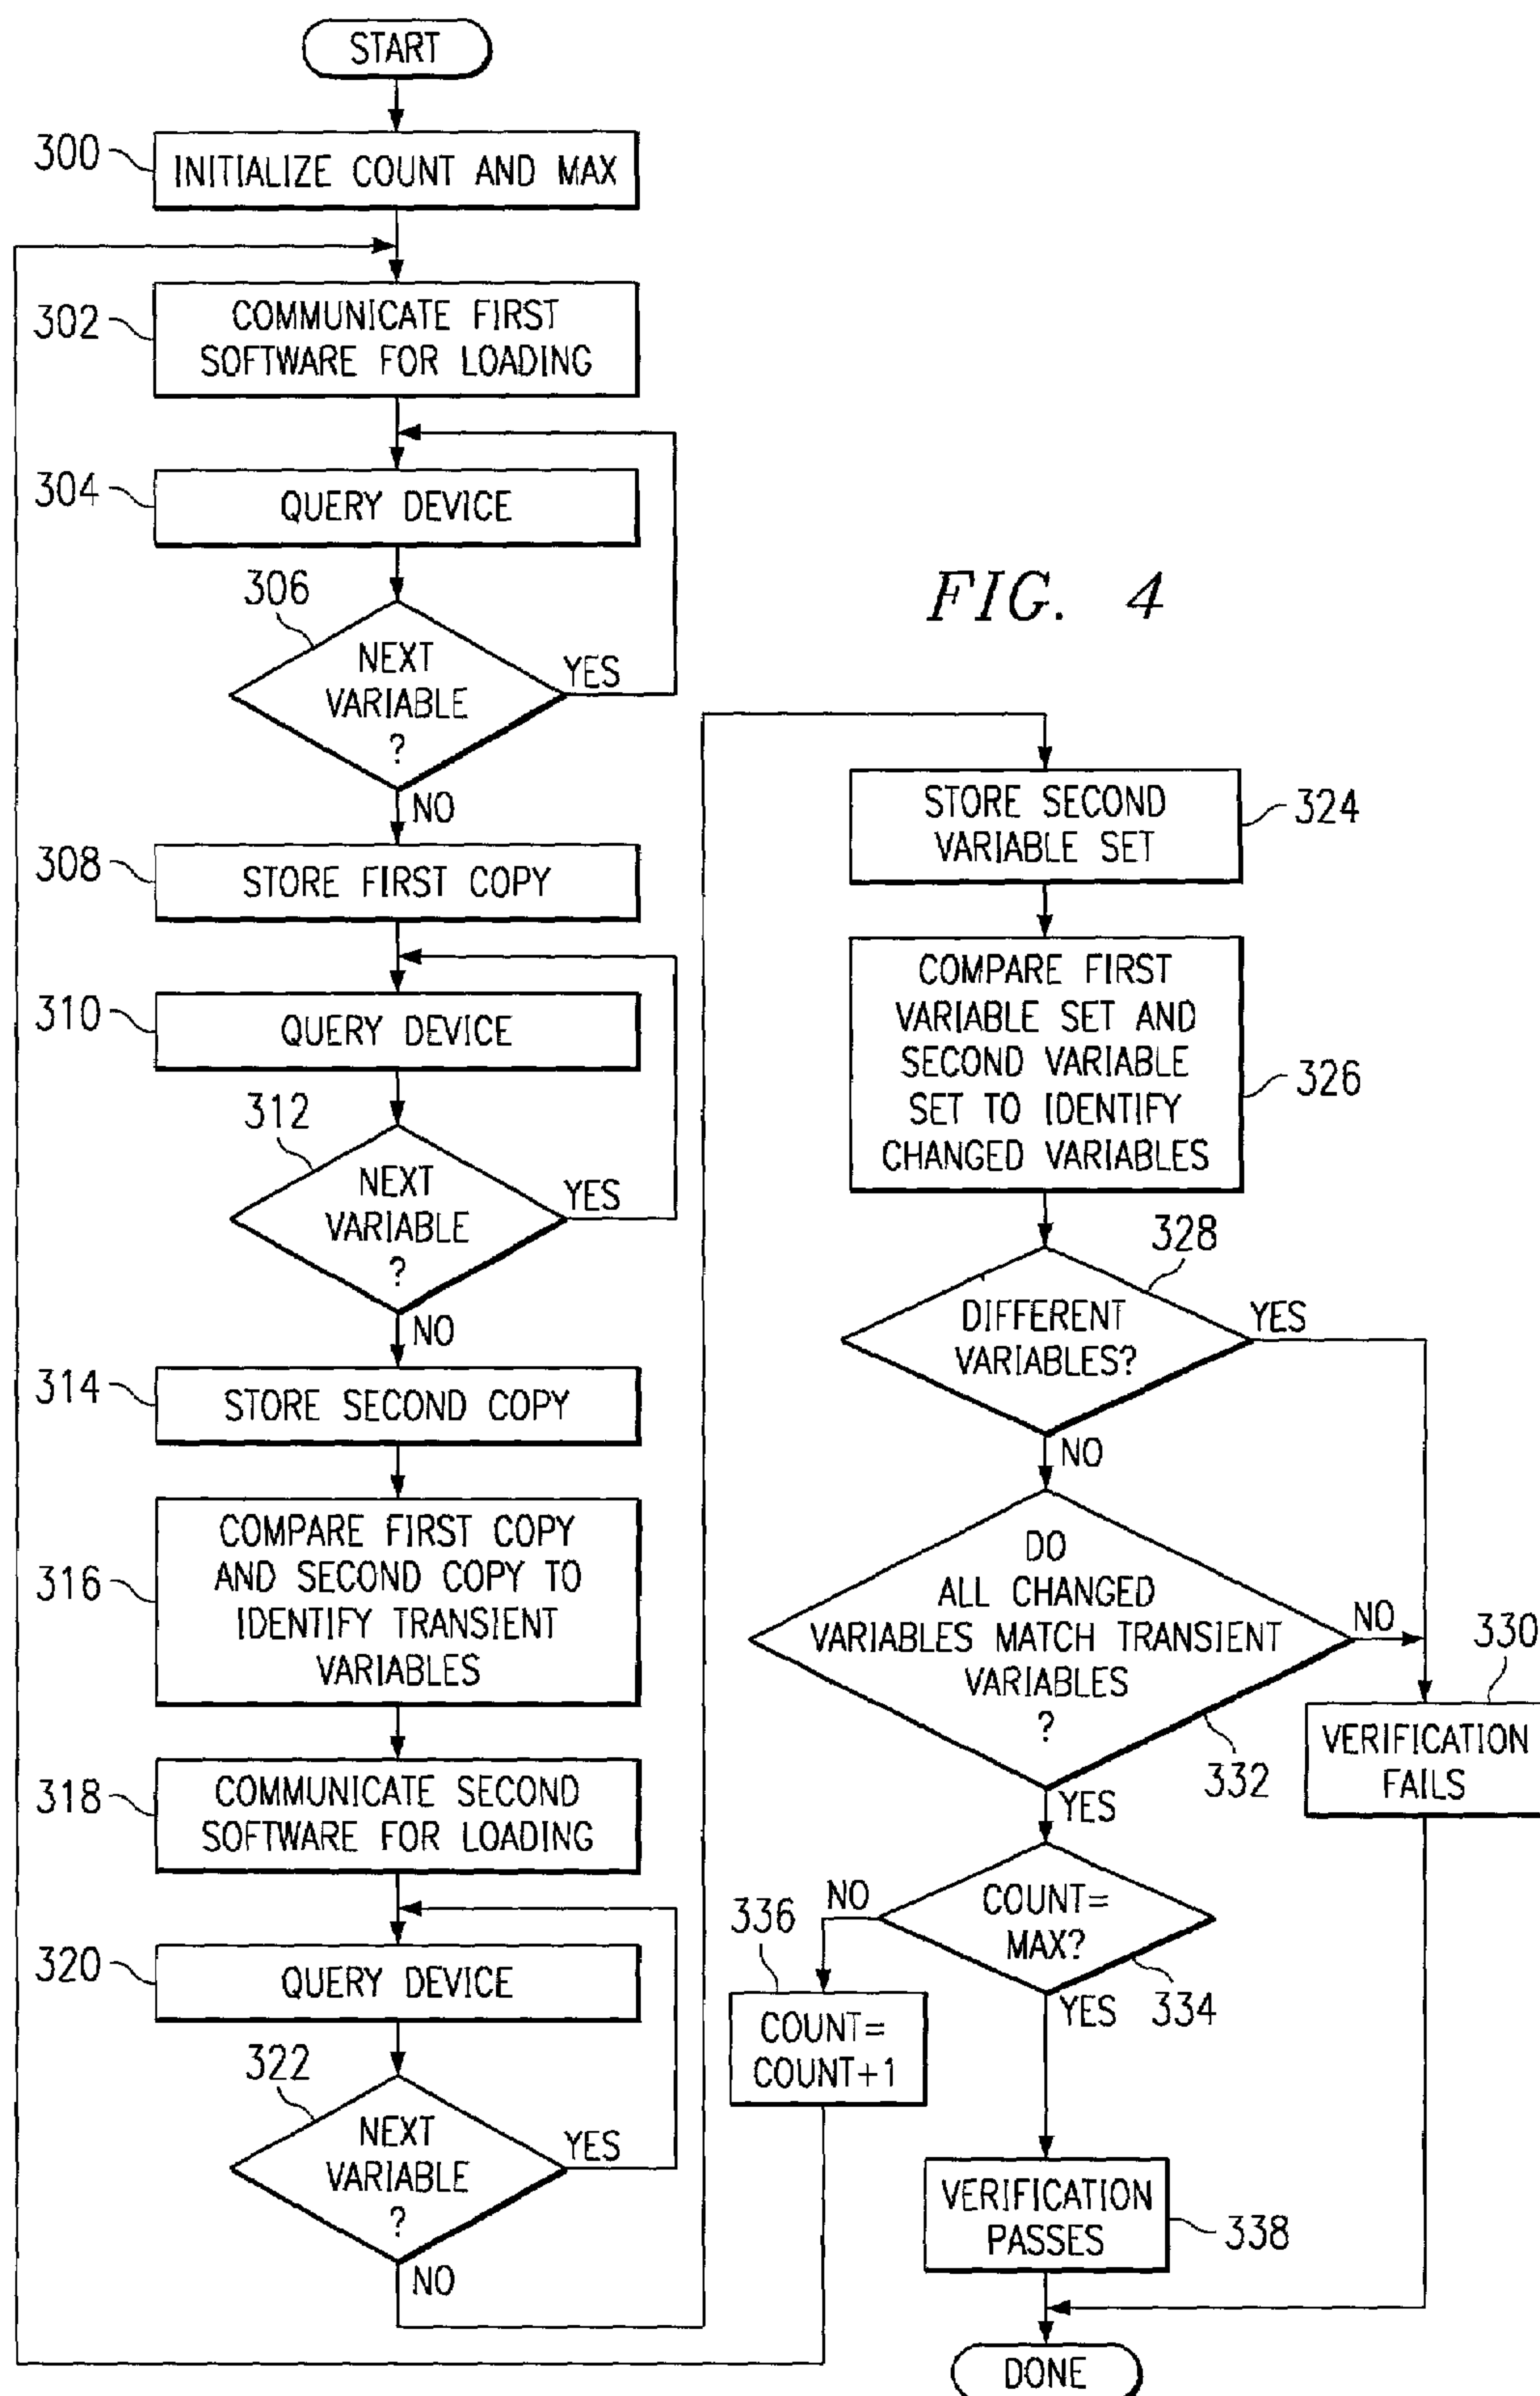 START
300
INITIALIZE COUNT AND MAX
302
COMMUNICATE FIRST
SOFTWARE FOR LOADING
304
QUERY DEVICE
306
NEXT
VARIABLE
?
YES
NO
308
STORE FIRST COPY
310
QUERY DEVICE
312
NEXT
VARIABLE
?
YES
NO
314
STORE SECOND COPY
316
COMPARE FIRST COPY
AND SECOND COPY TO
IDENTIFY TRANSIENT
VARIABLES
318
COMMUNICATE SECOND
SOFTWARE FOR LOADING
320
QUERY DEVICE
322
NEXT
VARIABLE
?
YES
NO
FIG. 4
STORE SECOND
VARIABLE SET
324
COMPARE FIRST
VARIABLE SET AND
SECOND VARIABLE
SET TO IDENTIFY
CHANGED VARIABLES
326
328
DIFFERENT
VARIABLES?
YES
NO
DO
ALL CHANGED
VARIABLES MATCH TRANSIENT
VARIABLES
?
NO
332
YES
330
VERIFICATION
FAILS
COUNT=
MAX?
NO
334
YES
336
COUNT=
COUNT+1
VERIFICATION
PASSES
338
DONE